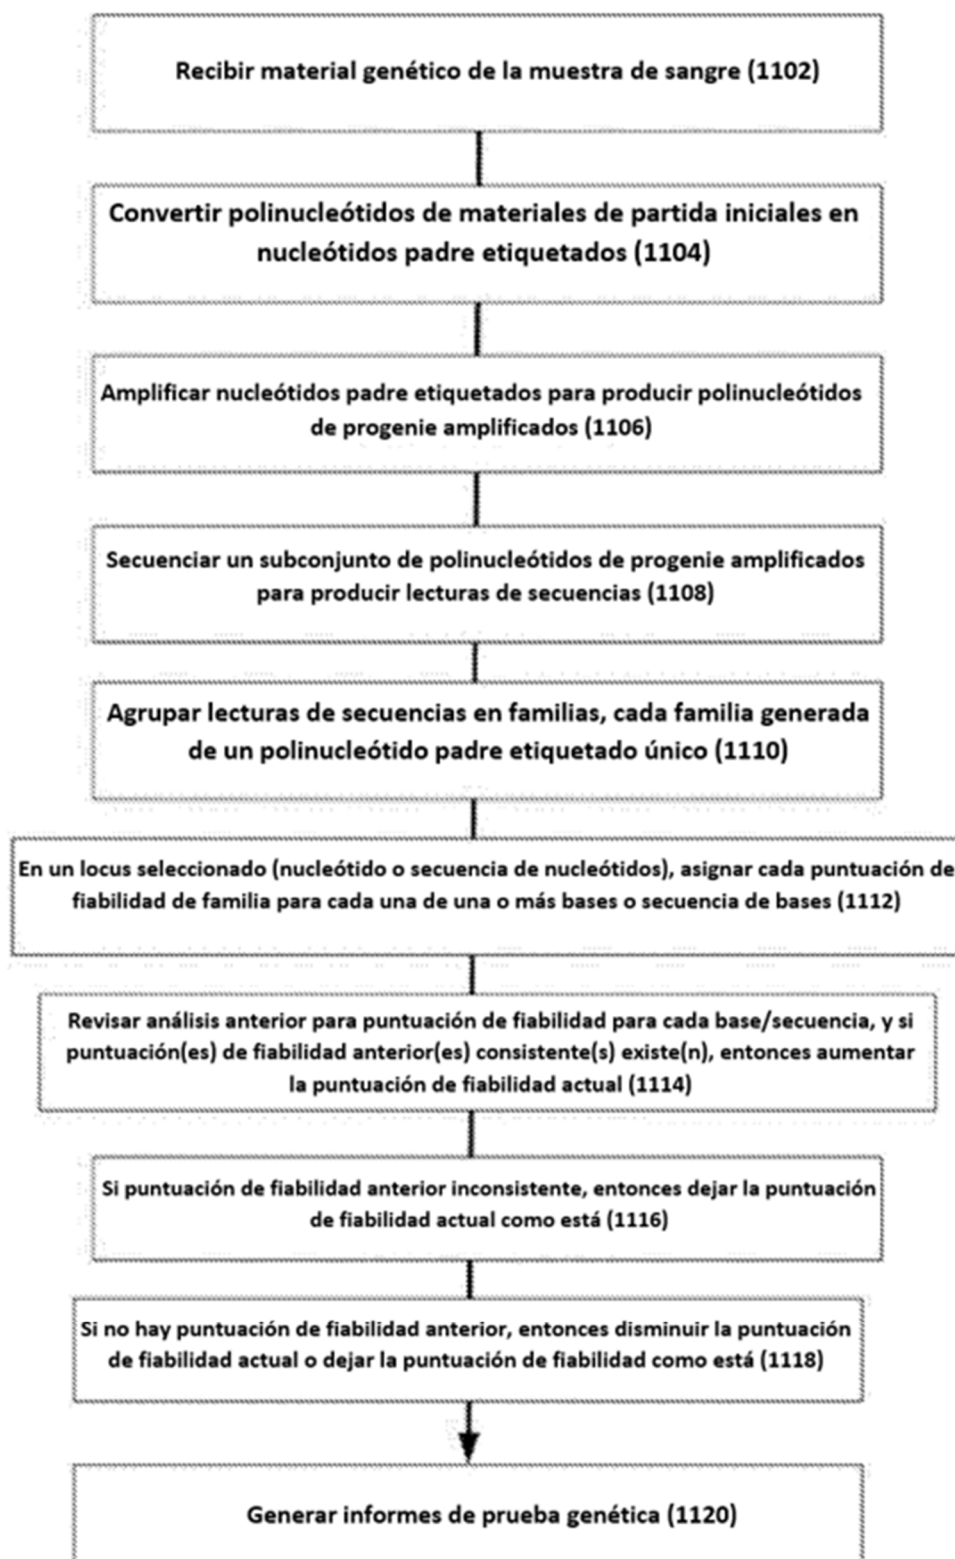 Recibir material genético de la muestra de sangre (1102)
Convertir polinucleótidos de materiales de partida iniciales en
nucleótidos padre etiquetados (1104)
Amplificar nucleótidos padre etiquetados para producir polinucleótidos
de progenie amplificados (1106)
Secuenciar un subconjunto de polinucleótidos de progenie amplificados
para producir lecturas de secuencias (1108)
Agrupar lecturas de secuencias en familias, cada familia generada
de un polinucleótido padre etiquetado único (1110)
En un locus seleccionado (nucleótido o secuencia de nucleótidos), asignar cada puntuación de
fiabilidad de familia para cada una de una o más bases o secuencia de bases (1112)
Revisar análisis anterior para puntuación de fiabilidad para cada base/secuencia, y si
puntuación(es) de fiabilidad anterior(es) consistente(s) existe(n), entonces aumentar
la puntuación de fiabilidad actual (1114)
Si puntuación de fiabilidad anterior inconsistente, entonces dejar la puntuación
de fiabilidad actual como está (1116)
Si no hay puntuación de fiabilidad anterior, entonces disminuir la puntuación
de fiabilidad actual o dejar la puntuación de fiabilidad como está (1118)
Generar informes de prueba genética (1120)